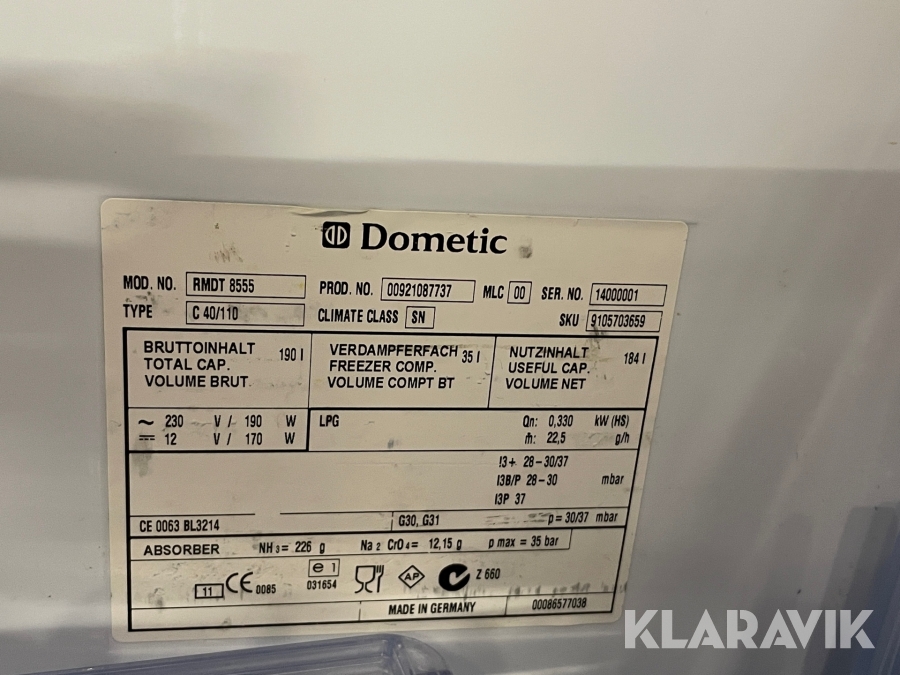 Dometic
MOD. NO. RMDT 8555 PROD. NO. 00921087737 MLC 00 SER. NO. 14000001
TYPE C 40/110 CLIMATE CLASS SN SKU 9105703659
BRUTTOINHALT 190 l VERDAMPFERFACH 35 l NUTZINHALT 184 l
TOTAL CAP. FREEZER COMP. USEFUL CAP.
VOLUME BRUT. VOLUME COMPT BT VOLUME NET
~ 230 V / 190 W LPG Qn: 0,330 kW (HS)
12 V / 170 W ṁ: 22,5 g/h
I3+ 28-30/37
I3B/P 28-30 mbar
I3P 37
CE 0063 BL3214 G30, G31 p = 30/37 mbar
ABSORBER NH3 = 226 g Na2 CrO4 = 12,15 g p max = 35 bar
11 CE 0085 e 1 031654 AP Z 660
MADE IN GERMANY 00086577038
KLARAVIK